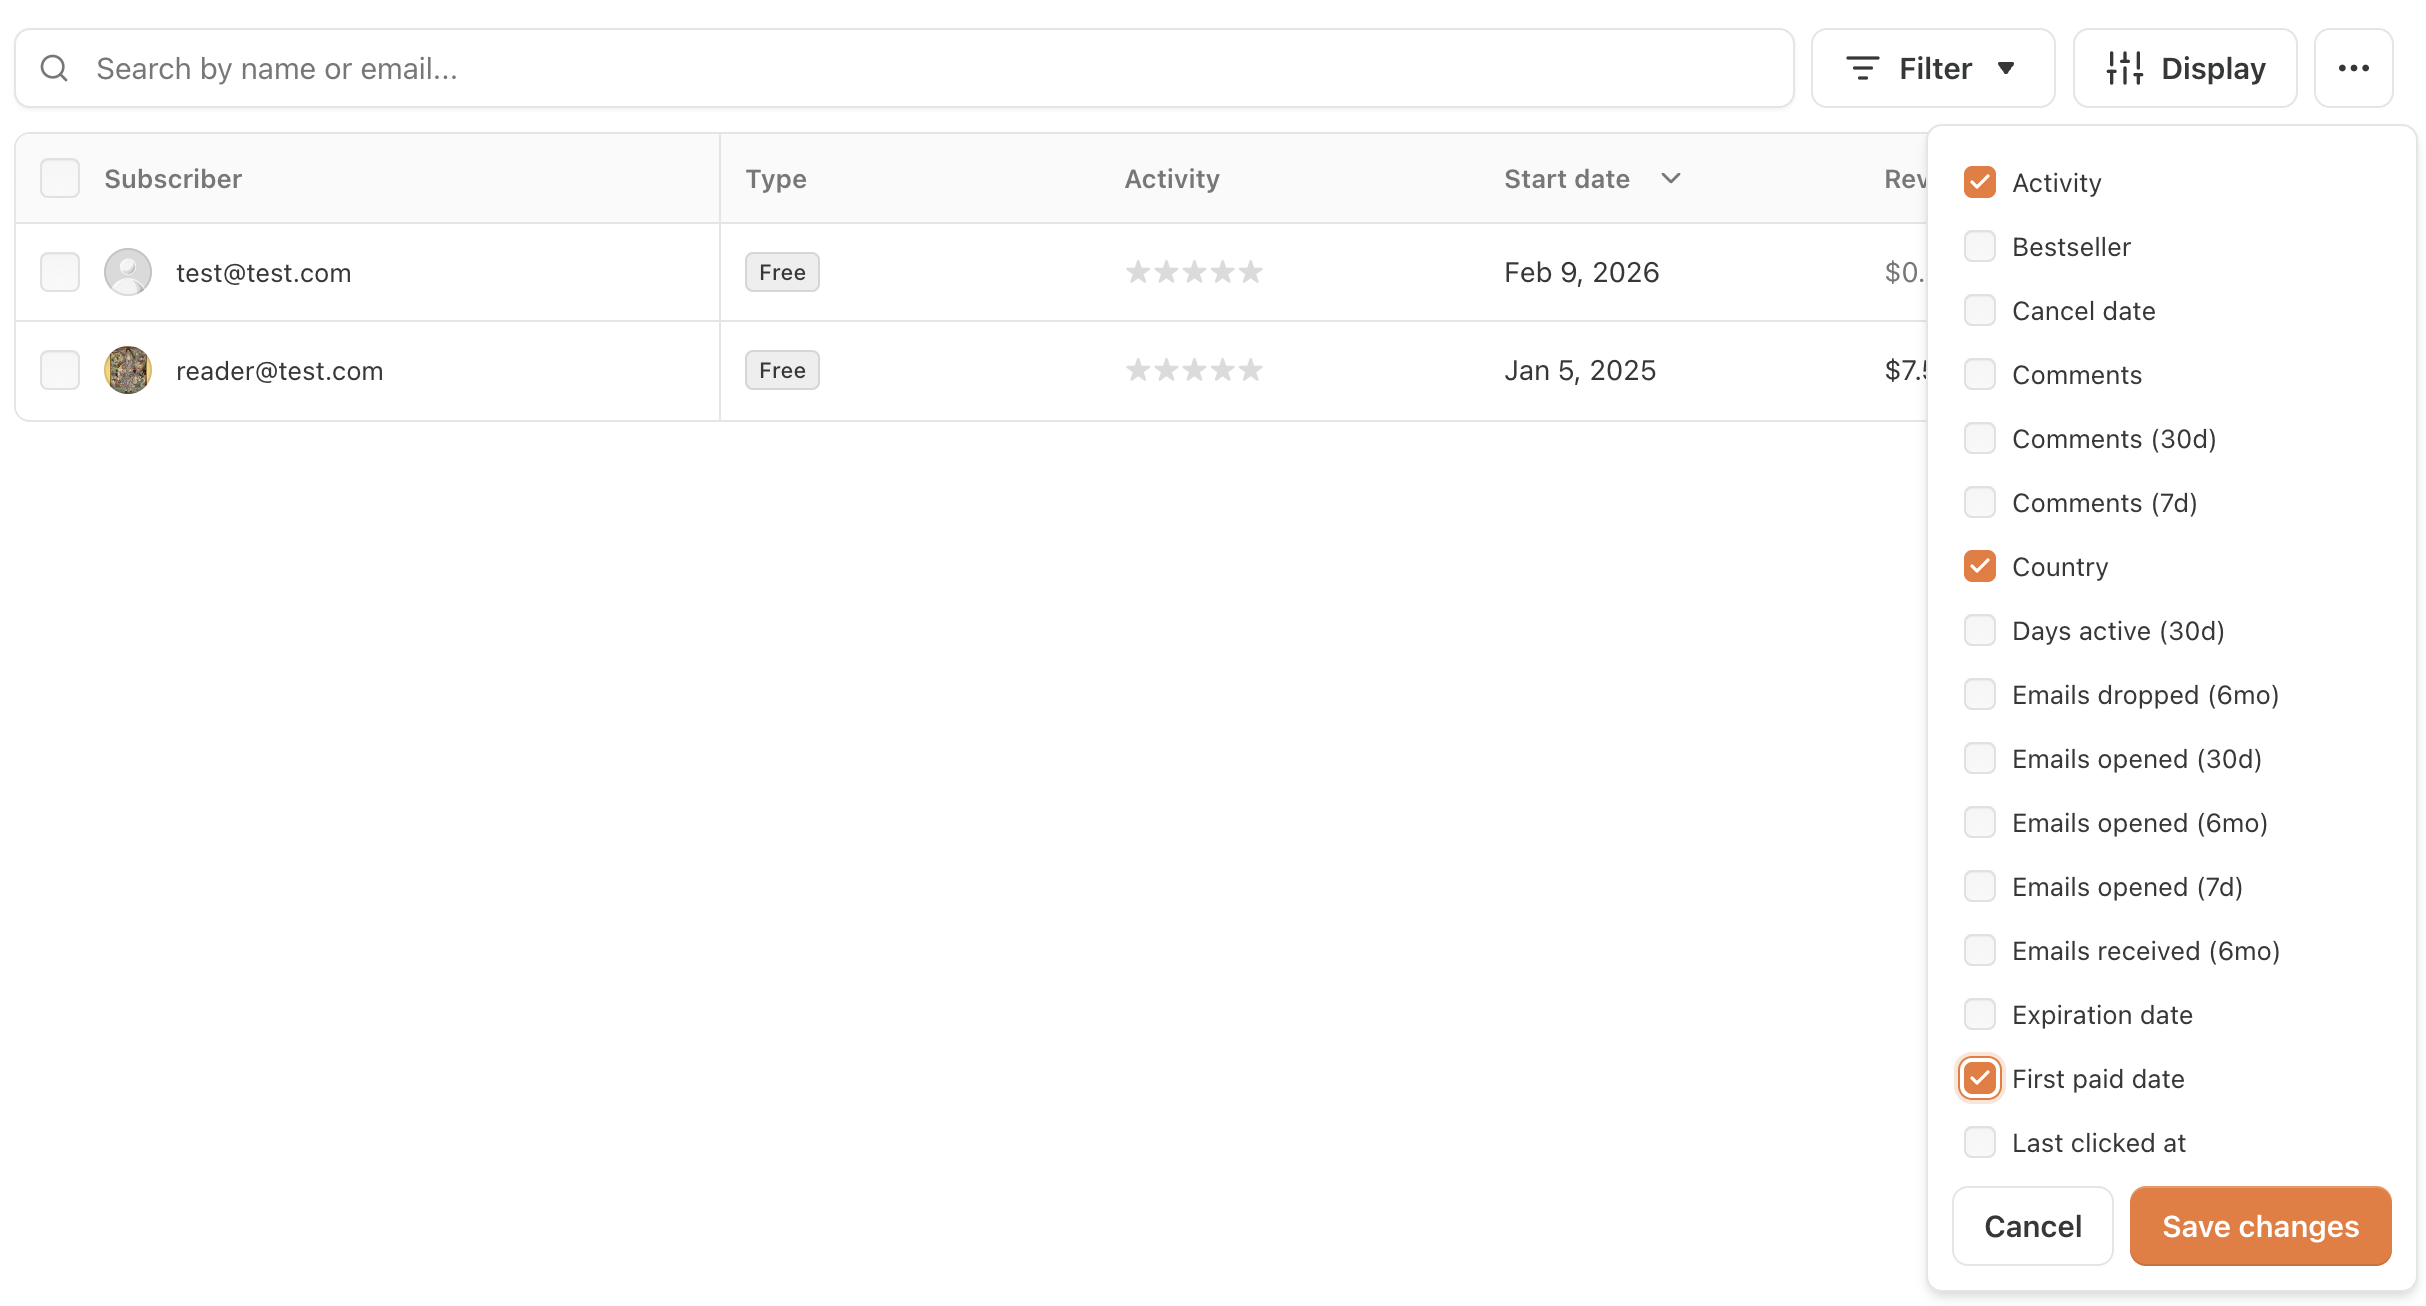 Search by name or email...
Filter
Display
Subscriber
Type
Activity
Start date
test@test.com
Free
Feb 9, 2026
reader@test.com
Free
Jan 5, 2025
Activity
Bestseller
Cancel date
Comments
Comments (30d)
Comments (7d)
Country
Days active (30d)
Emails dropped (6mo)
Emails opened (30d)
Emails opened (6mo)
Emails opened (7d)
Emails received (6mo)
Expiration date
First paid date
Last clicked at
Cancel
Save changes